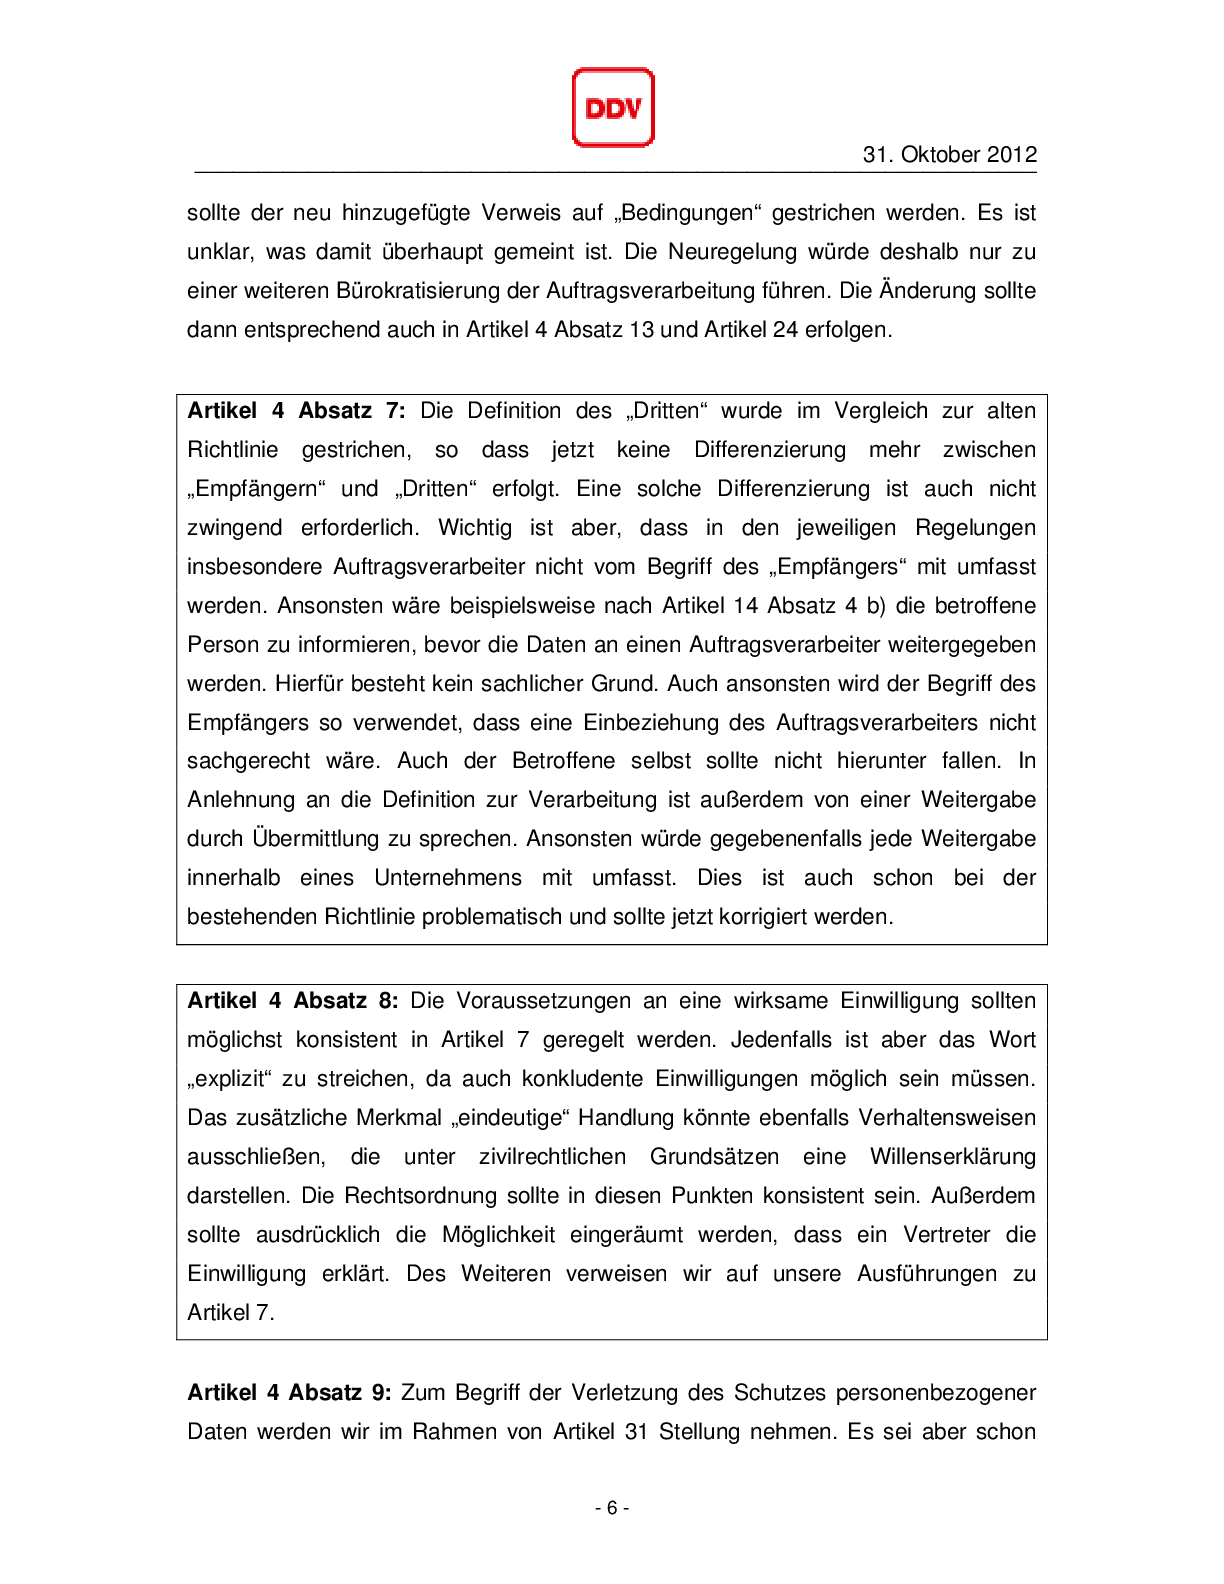 DDV
31. Oktober 2012
sollte der neu hinzugefügte Verweis auf „Bedingungen“ gestrichen werden. Es ist
unklar, was damit überhaupt gemeint ist. Die Neuregelung würde deshalb nur zu
einer weiteren Bürokratisierung der Auftragsverarbeitung führen. Die Änderung sollte
dann entsprechend auch in Artikel 4 Absatz 13 und Artikel 24 erfolgen.
Artikel 4 Absatz 7: Die Definition des „Dritten“ wurde im Vergleich zur alten
Richtlinie gestrichen, so dass jetzt keine Differenzierung mehr zwischen
„Empfängern“ und „Dritten“ erfolgt. Eine solche Differenzierung ist auch nicht
zwingend erforderlich. Wichtig ist aber, dass in den jeweiligen Regelungen
insbesondere Auftragsverarbeiter nicht vom Begriff des „Empfängers“ mit umfasst
werden. Ansonsten wäre beispielsweise nach Artikel 14 Absatz 4 b) die betroffene
Person zu informieren, bevor die Daten an einen Auftragsverarbeiter weitergegeben
werden. Hierfür besteht kein sachlicher Grund. Auch ansonsten wird der Begriff des
Empfängers so verwendet, dass eine Einbeziehung des Auftragsverarbeiters nicht
sachgerecht wäre. Auch der Betroffene selbst sollte nicht hierunter fallen. In
Anlehnung an die Definition zur Verarbeitung ist außerdem von einer Weitergabe
durch Übermittlung zu sprechen. Ansonsten würde gegebenenfalls jede Weitergabe
innerhalb eines Unternehmens mit umfasst. Dies ist auch schon bei der
bestehenden Richtlinie problematisch und sollte jetzt korrigiert werden.
Artikel 4 Absatz 8: Die Voraussetzungen an eine wirksame Einwilligung sollten
möglichst konsistent in Artikel 7 geregelt werden. Jedenfalls ist aber das Wort
„explizit“ zu streichen, da auch konkludente Einwilligungen möglich sein müssen.
Das zusätzliche Merkmal „eindeutige“ Handlung könnte ebenfalls Verhaltensweisen
ausschließen, die unter zivilrechtlichen Grundsätzen eine Willenserklärung
darstellen. Die Rechtsordnung sollte in diesen Punkten konsistent sein. Außerdem
sollte ausdrücklich die Möglichkeit eingeräumt werden, dass ein Vertreter die
Einwilligung erklärt. Des Weiteren verweisen wir auf unsere Ausführungen zu
Artikel 7.
Artikel 4 Absatz 9: Zum Begriff der Verletzung des Schutzes personenbezogener
Daten werden wir im Rahmen von Artikel 31 Stellung nehmen. Es sei aber schon
- 6 -